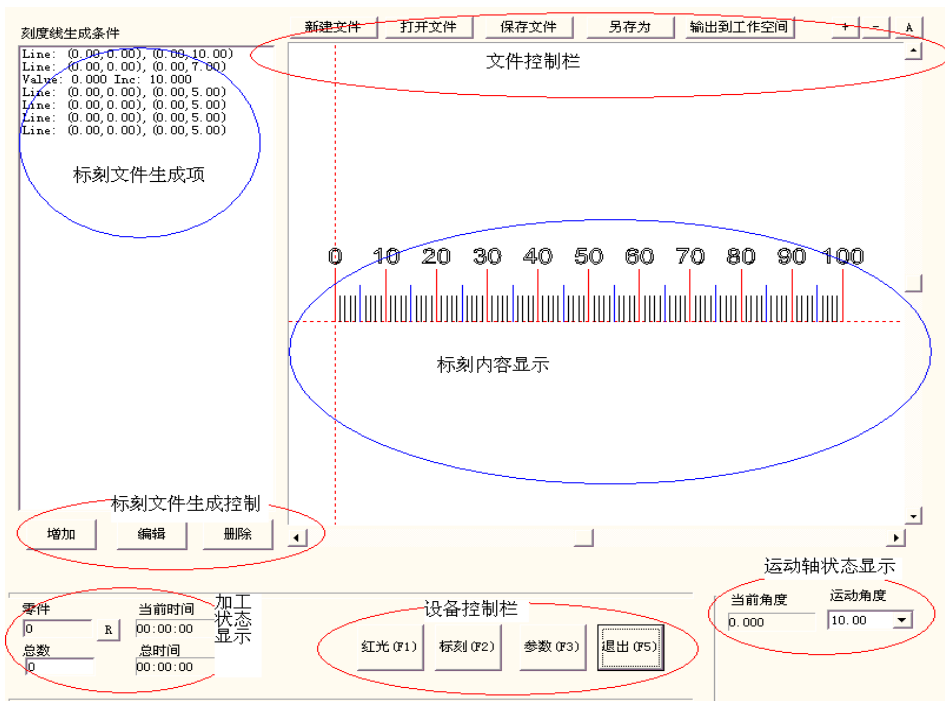 刻度线生成条件
新建文件 打开文件 保存文件 另存为 输出到工作空间 + - A
文件控制栏
Line: (0.00,0.00), (0.00,10.00)
Line: (0.00,0.00), (0.00,7.00)
Value: 0.000 Inc: 10.000
Line: (0.00,0.00), (0.00,5.00)
Line: (0.00,0.00), (0.00,5.00)
Line: (0.00,0.00), (0.00,5.00)
Line: (0.00,0.00), (0.00,5.00)
标刻文件生成项
0 10 20 30 40 50 60 70 80 90 100
标刻内容显示
标刻文件生成控制
增加 编辑 删除
运动轴状态显示
零件 当前时间
0 R 00:00:00
总数 总时间
0 00:00:00
加工
状态
显示
设备控制栏
红光(F1) 标刻(F2) 参数(F3) 退出(F5)
当前角度 运动角度
0.000 10.00